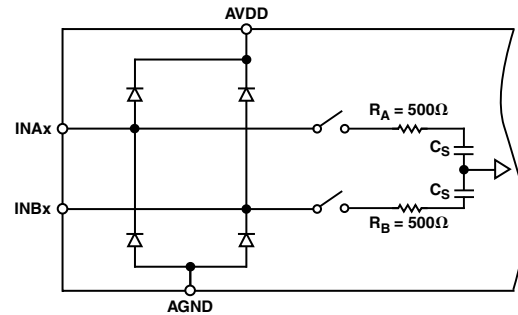 AVDD
INAx
R_A = 500Ω
C_S
C_S
INBx
R_B = 500Ω
AGND